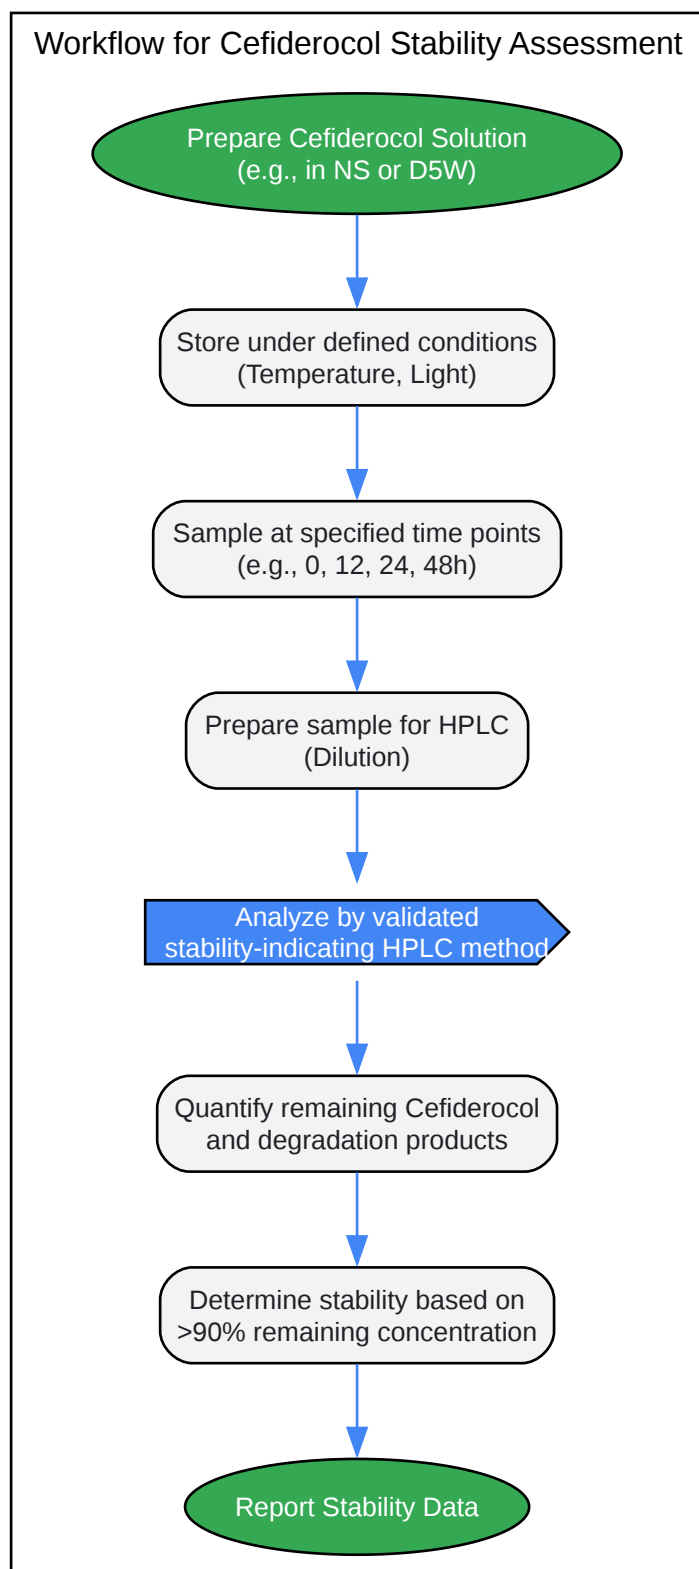 Workflow for Cefiderocol Stability Assessment
Prepare Cefiderocol Solution
(e.g., in NS or D5W)
Store under defined conditions
(Temperature, Light)
Sample at specified time points
(e.g., 0, 12, 24, 48h)
Prepare sample for HPLC
(Dilution)
Analyze by validated
stability-indicating HPLC method
Quantify remaining Cefiderocol
and degradation products
Determine stability based on
>90% remaining concentration
Report Stability Data